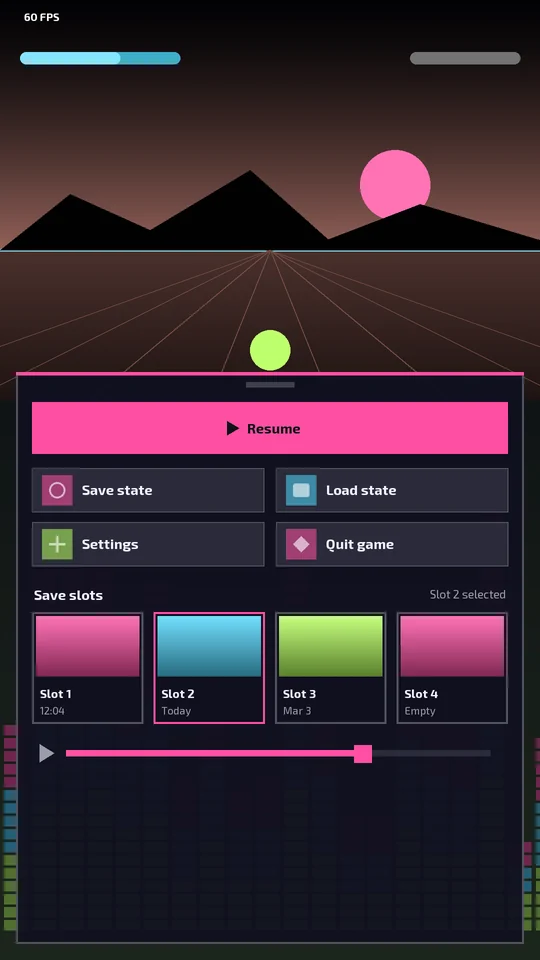 60 FPS
Resume
Save state
Load state
Settings
Quit game
Save slots
Slot 2 selected
Slot 1
12:04
Slot 2
Today
Slot 3
Mar 3
Slot 4
Empty